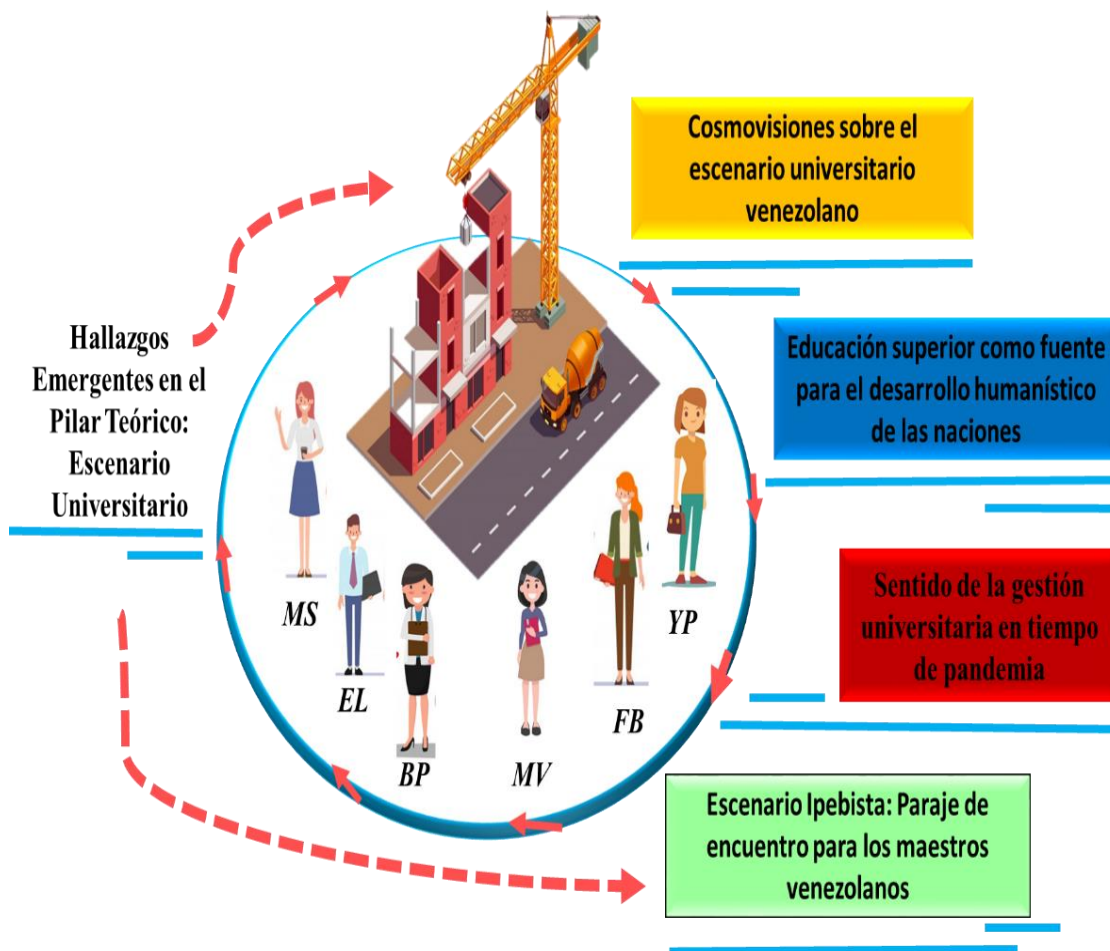 Hallazgos
Emergentes en el
Pilar Teórico:
Escenario
Universitario
Cosmovisiones sobre el
escenario universitario
venezolano
Educación superior como fuente
para el desarrollo humanístico
de las naciones
Sentido de la gestión
universitaria en tiempo
de pandemia
Escenario Ipebista: Paraje de
encuentro para los maestros
venezolanos
MS
EL
BP
MV
FB
YP